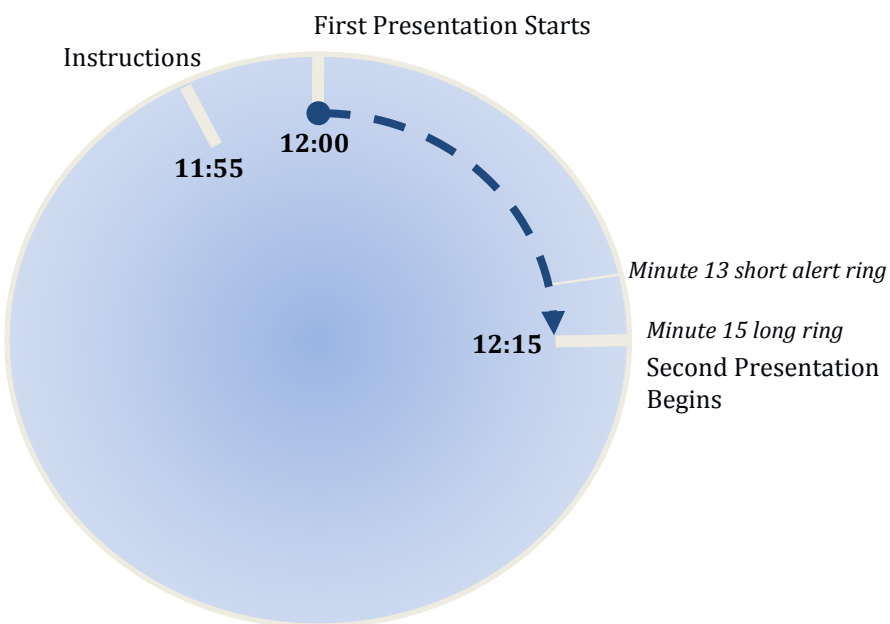 First Presentation Starts
Instructions
12:00
11:55
Minute 13 short alert ring
Minute 15 long ring
12:15
Second Presentation
Begins